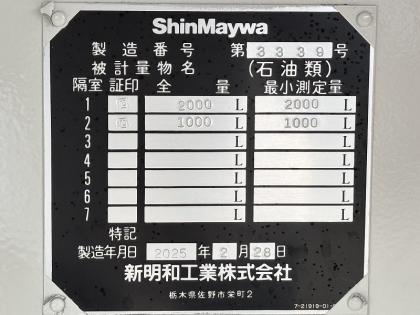 ShinMaywa
製造番号 第3339号
被計量物名 (石油類)
隔室 証印 全量 最小測定量
1 2000 L 2000 L
2 1000 L 1000 L
3 L L
4 L L
5 L L
6 L L
7 L L
特記
製造年月日 2025年2月28日
新明和工業株式会社
栃木県佐野市栄町2